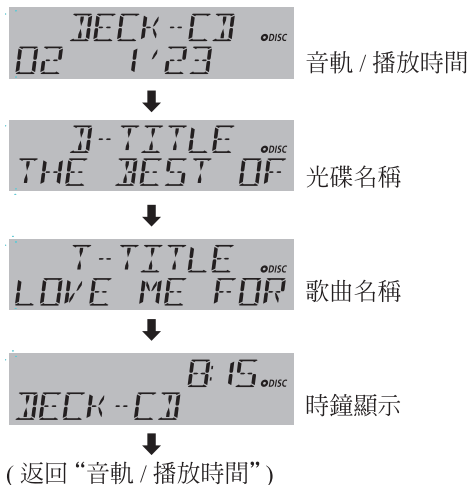 DECK-CD DISC
02 1'23 音軌 / 播放時間
D-TITLE DISC
THE BEST OF 光碟名稱
T-TITLE DISC
LOVE ME FOR 歌曲名稱
8:15 DISC
DECK-CD 時鐘顯示
( 返回 “音軌 / 播放時間” )